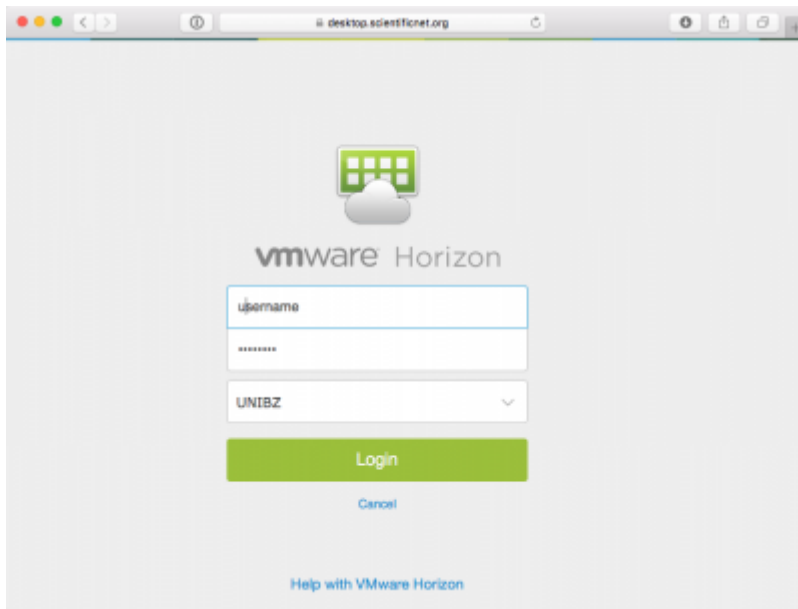 desktop.scientificnet.org
vmware Horizon
username
••••••••
UNIBZ
Login
Cancel
Help with VMware Horizon